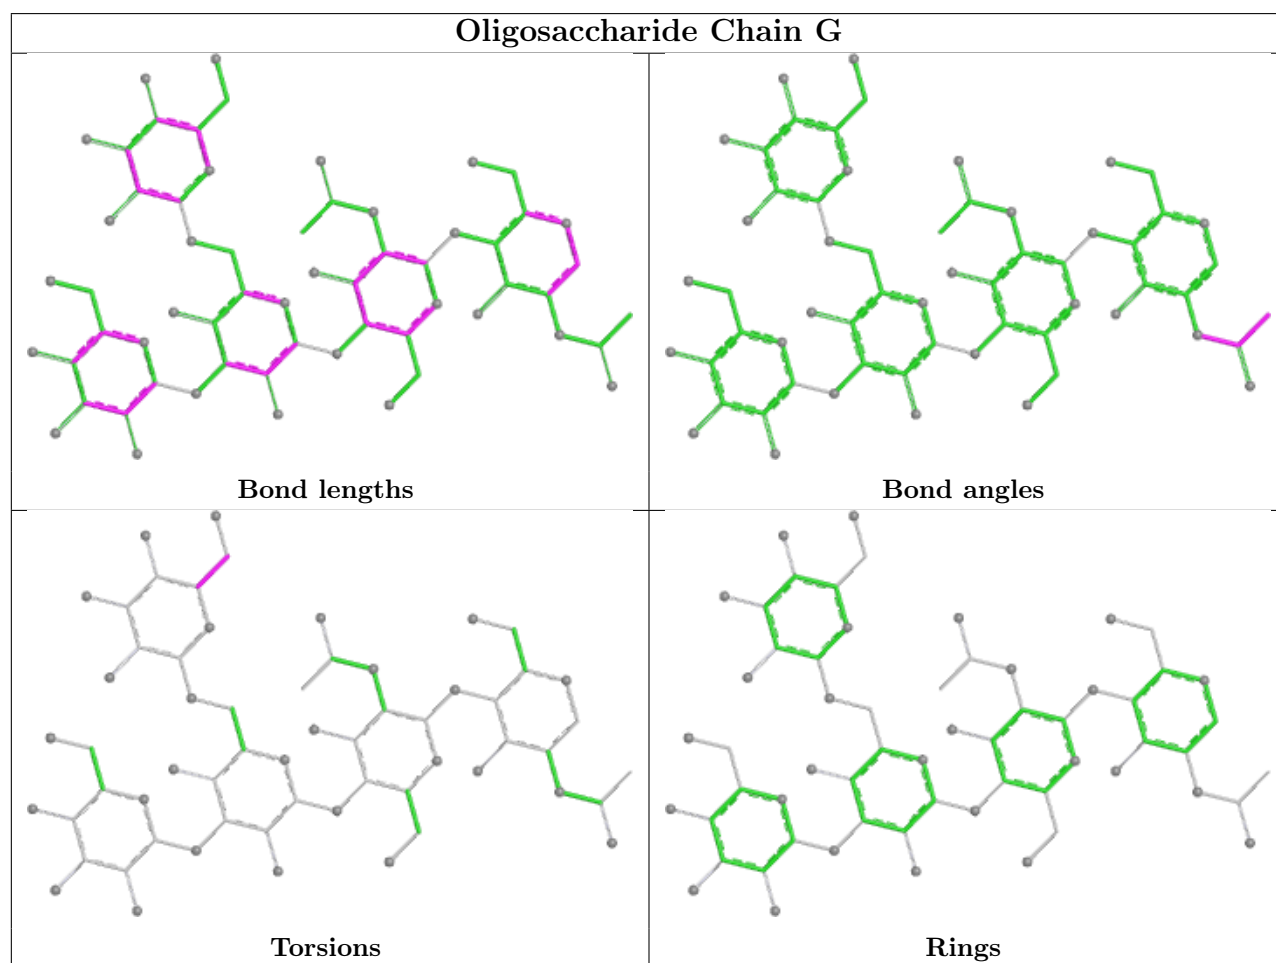 Oligosaccharide Chain G
Bond lengths
Bond angles
Torsions
Rings